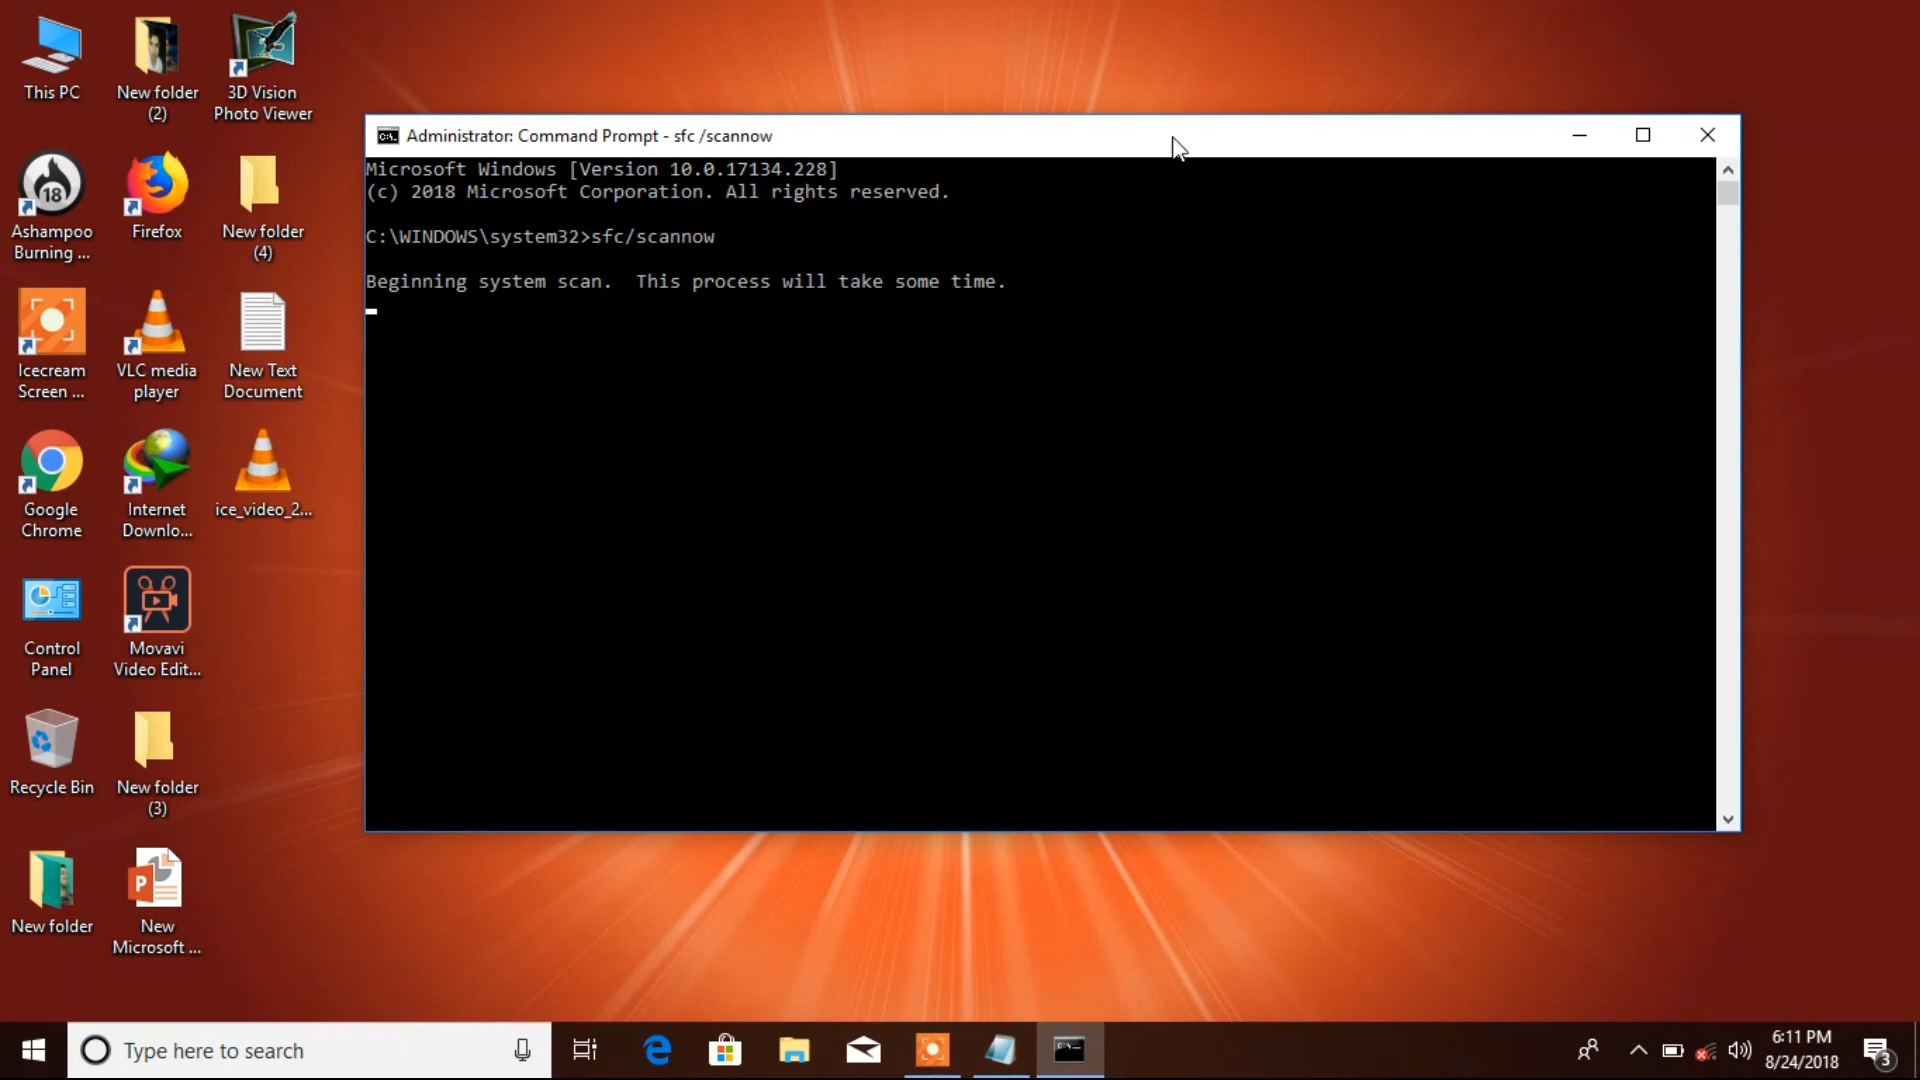 This PC
New folder
(2)
3D Vision
Photo Viewer
18
Ashampoo
Burning ...
Firefox
New folder
(4)
Icecream
Screen ...
VLC media
player
New Text
Document
Google
Chrome
Internet
Downlo...
ice_video_2...
Control
Panel
Movavi
Video Edit...
Recycle Bin
New folder
(3)
New folder
P
New
Microsoft ...
C:\.
Administrator: Command Prompt - sfc /scannow
Microsoft Windows [Version 10.0.17134.228]
(c) 2018 Microsoft Corporation. All rights reserved.
C:\WINDOWS\system32>sfc/scannow
Beginning system scan.  This process will take some time.
Type here to search
6:11 PM
8/24/2018
3